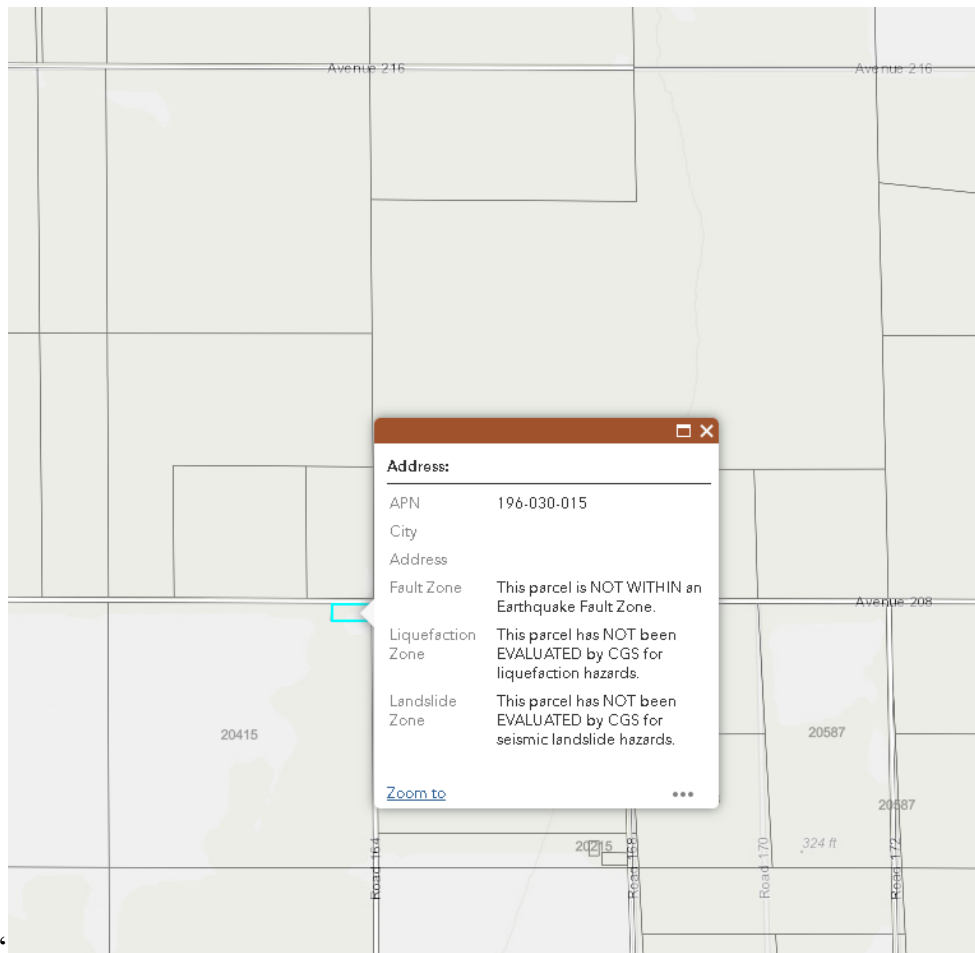 Avenue 216
Avenue 216
Address:
APN 196-030-015
City
Address
Fault Zone This parcel is NOT WITHIN an
Earthquake Fault Zone.
Liquefaction This parcel has NOT been
Zone EVALUATED by CGS for
liquefaction hazards.
Landslide This parcel has NOT been
Zone EVALUATED by CGS for
seismic landslide hazards.
Zoom to
Avenue 208
20415
20587
20587
20215
324 ft
Road 164
Road 168
Road 170
Road 172